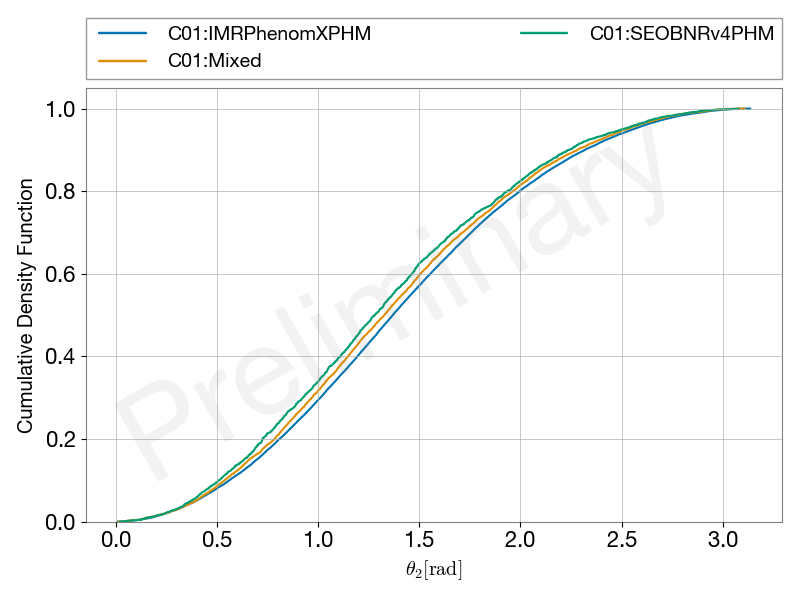 C01:IMRPhenomXPHM
C01:Mixed
C01:SEOBNRv4PHM
1.0
0.8
0.6
0.4
0.2
0.0
Cumulative Density Function
Preliminary
0.0 0.5 1.0 1.5 2.0 2.5 3.0
θ₂[rad]